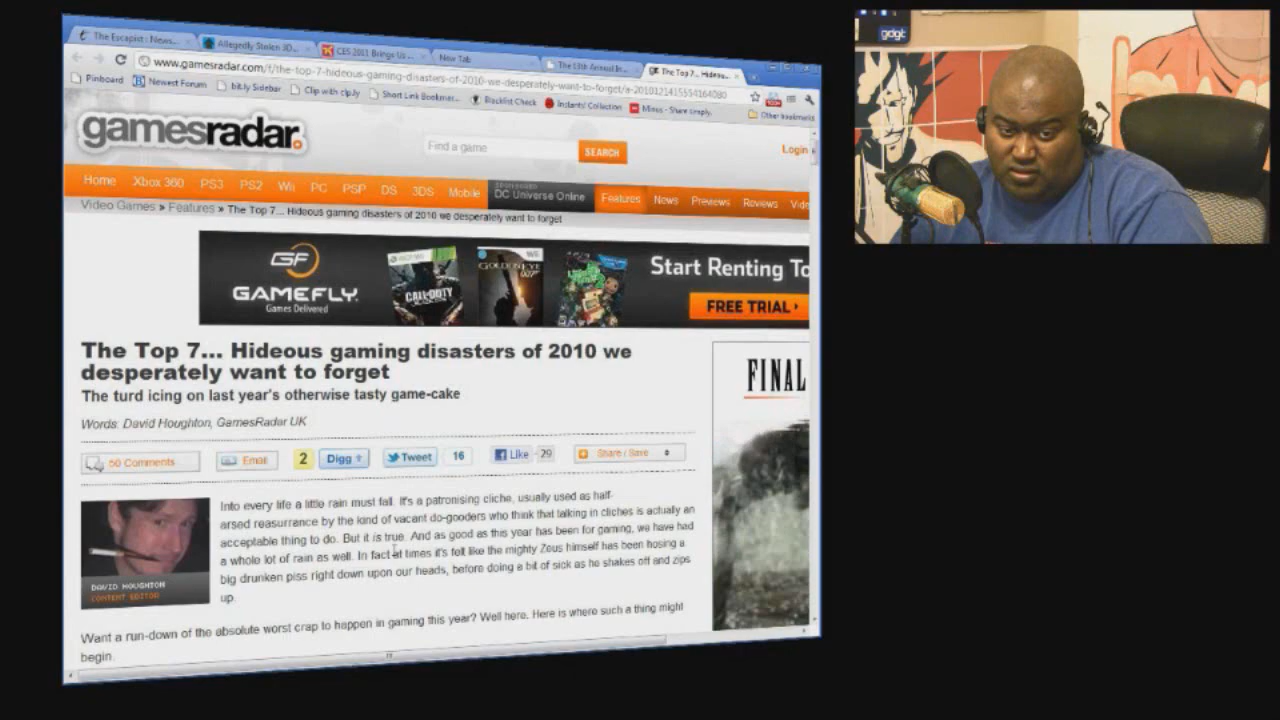 The Escapist : News...
Allegedly Stolen 3D...
CES 2011 Brings Us ...
New Tab
The Top 7... Hideou...
www.gamesradar.com/f/the-top-7-hideous-gaming-disasters-of-2010-we-desperately-want-to-forget/a-2010121415554164080
Pinboard
Newest Forum
bit.ly Sidebar
Clip with clp.ly
Short Link Bookmar...
Blacklist Check
Instantly! Collection
Minus - Share simply.
Other bookmarks
gdgt
gamesradar.
Find a game
SEARCH
Login
Home Xbox 360 PS3 PS2 Wii PC PSP DS 3DS Mobile
SPONSORED
DC Universe Online
Features News Previews Reviews Vide
Video Games » Features » The Top 7... Hideous gaming disasters of 2010 we desperately want to forget
GF
GAMEFLY.
Games Delivered
CALL·DUTY
GOLDENEYE
007
Start Renting To
FREE TRIAL
The Top 7... Hideous gaming disasters of 2010 we
desperately want to forget
The turd icing on last year's otherwise tasty game-cake
Words: David Houghton, GamesRadar UK
50 Comments
Email
2 Digg
Tweet 16
Like 29
Share / Save
FINAL
Into every life a little rain must fall. It's a patronising cliche, usually used as half-
arsed reasurrance by the kind of vacant do-gooders who think that talking in cliches is actually an
acceptable thing to do. But it is true. And as good as this year has been for gaming, we have had
a whole lot of rain as well. In fact at times it's felt like the mighty Zeus himself has been hosing a
big drunken piss right down upon our heads, before doing a bit of sick as he shakes off and zips
up.
DAVID HOUGHTON
CONTENT EDITOR
Want a run-down of the absolute worst crap to happen in gaming this year? Well here. Here is where such a thing might
begin.